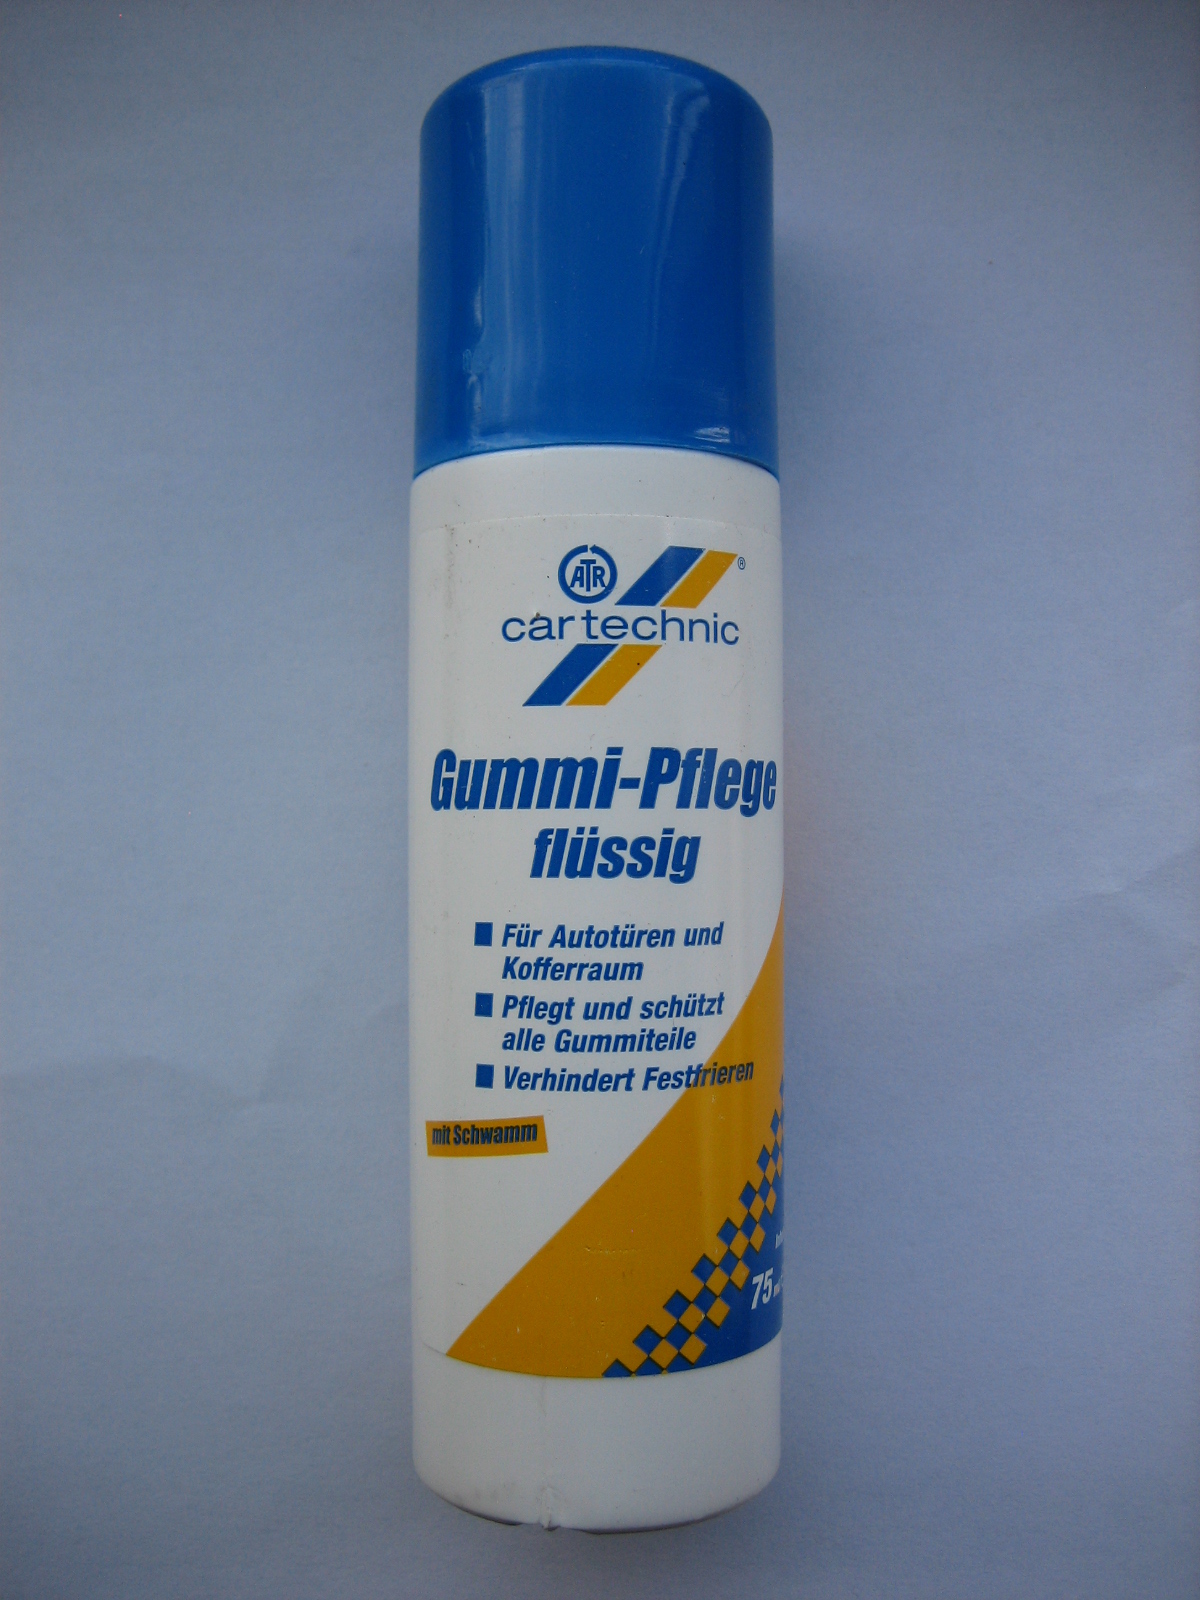 ATR
®
cartechnic
Gummi-Pflege
flüssig
Für Autotüren und
Kofferraum
Pflegt und schützt
alle Gummiteile
Verhindert Festfrieren
mit Schwamm
75